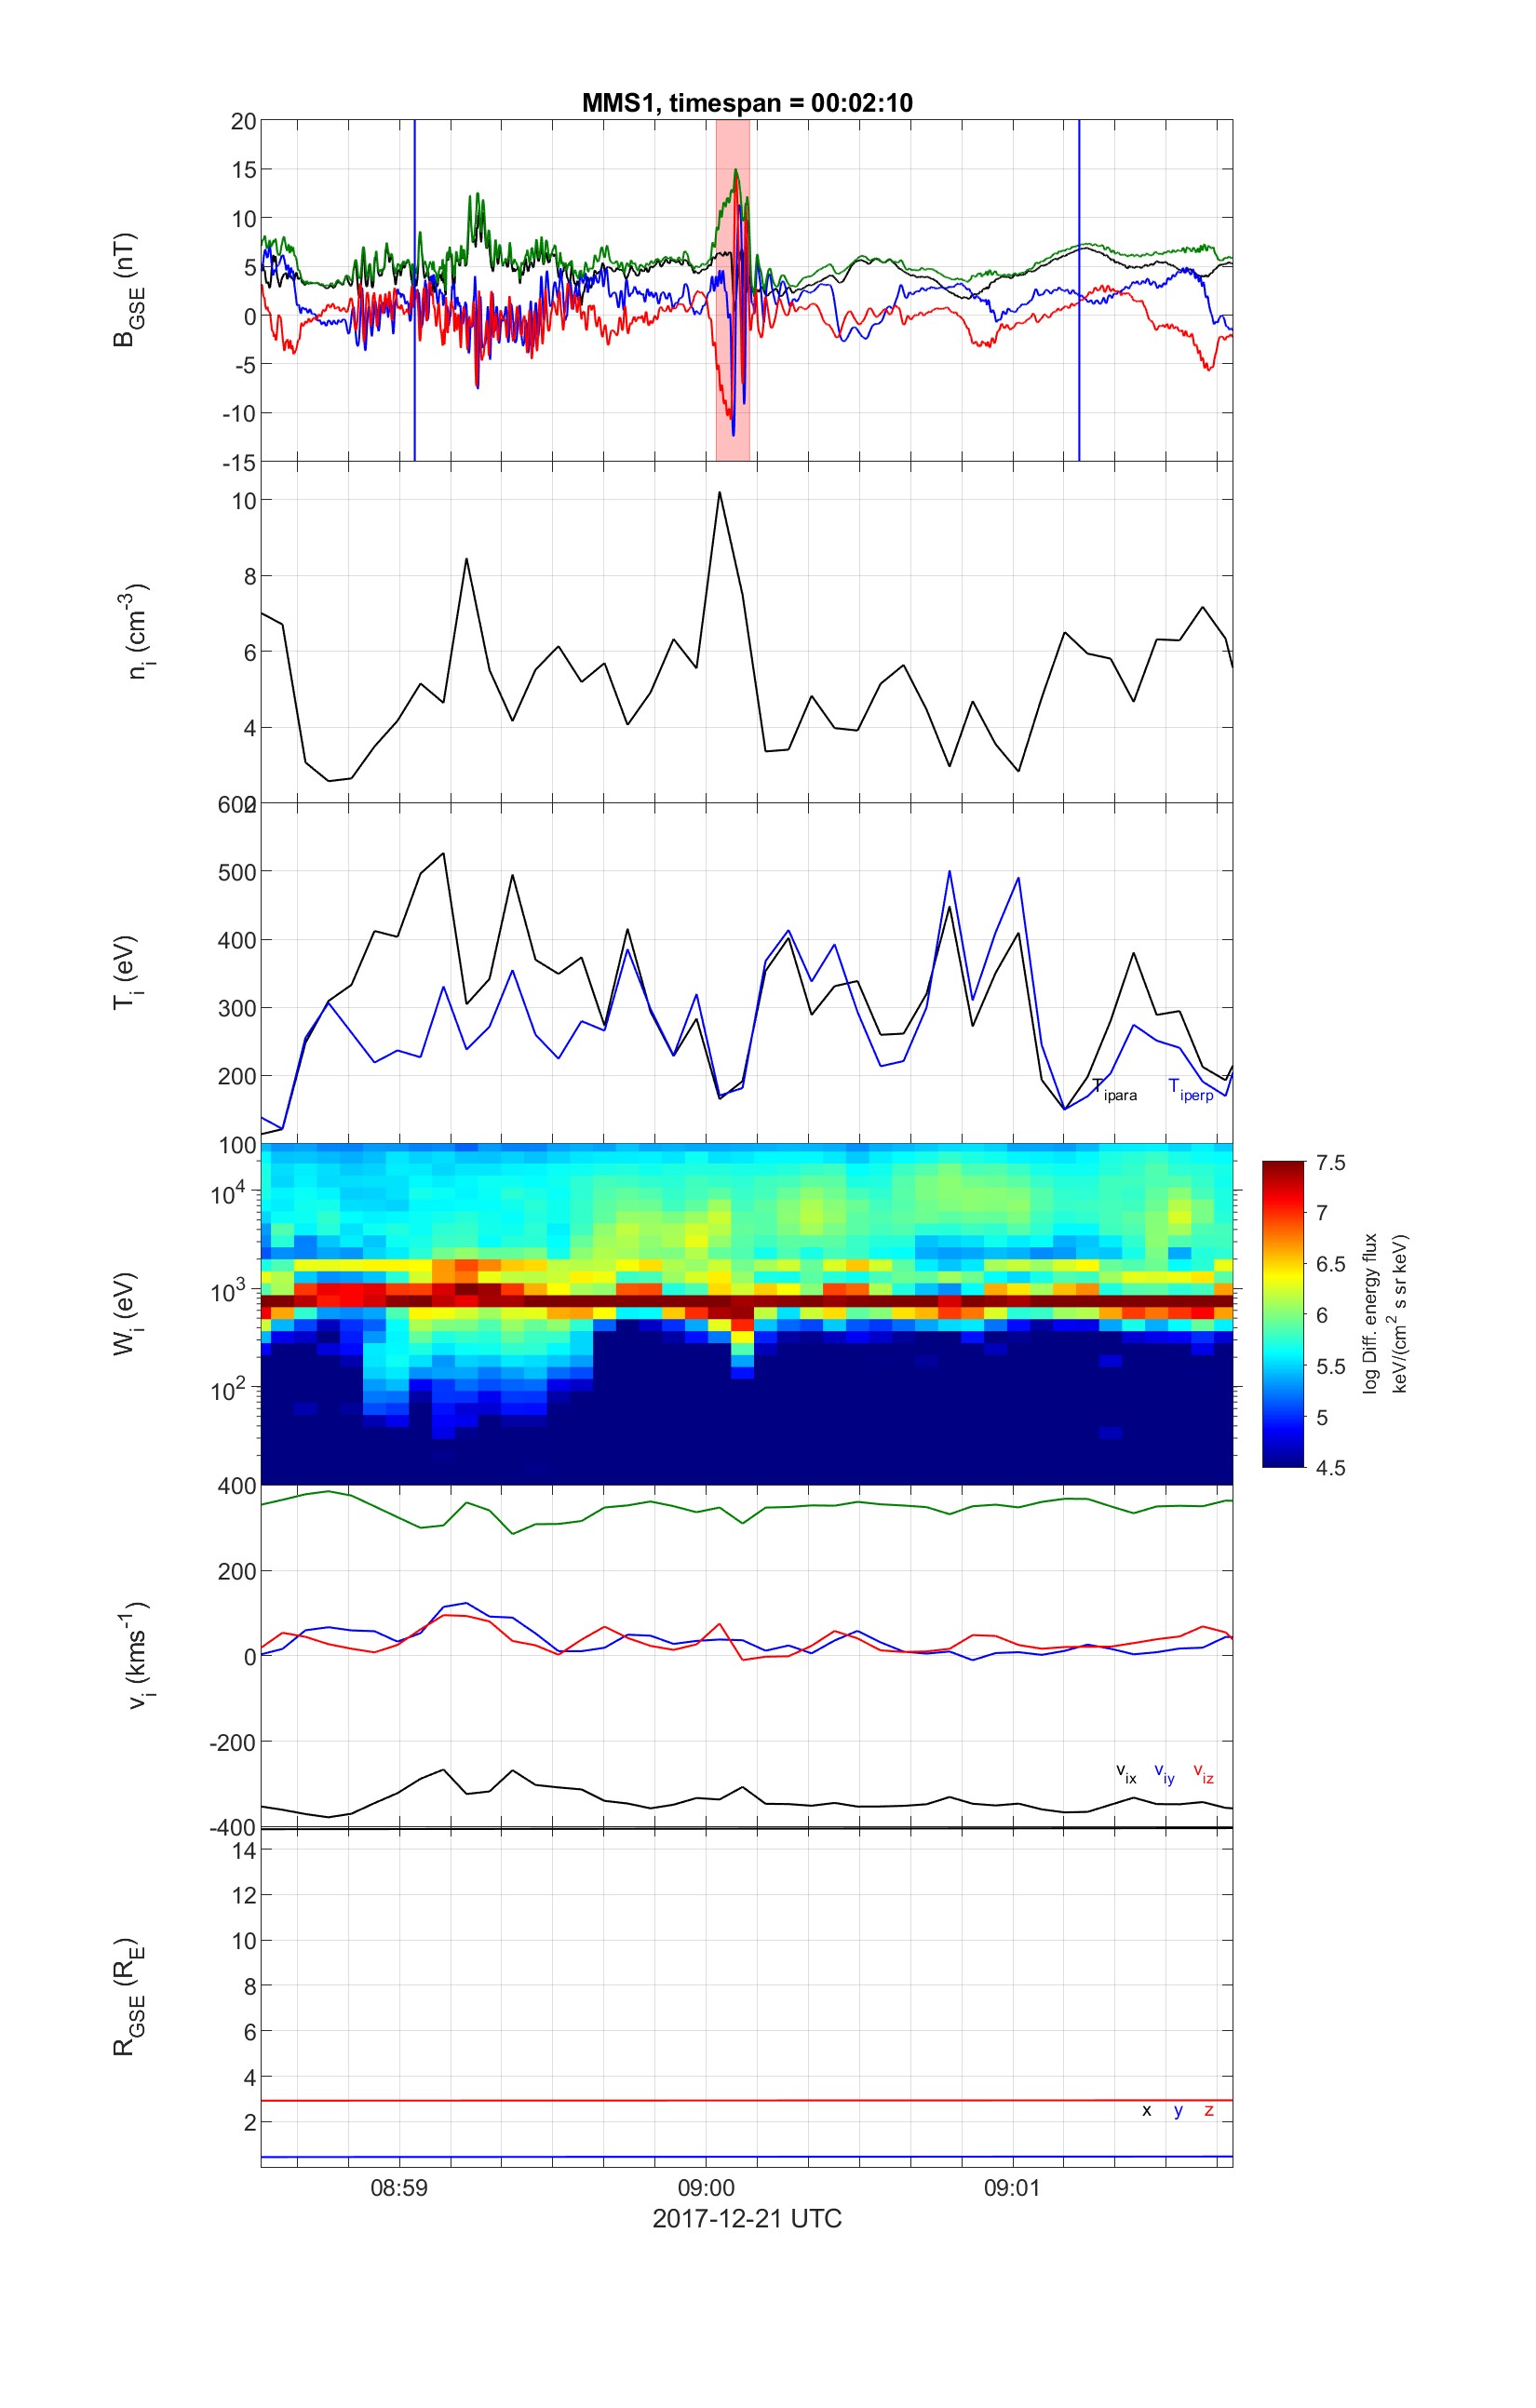 MMS1, timespan = 00:02:10
20
15
10
5
0
-5
-10
-15
B_GSE (nT)
10
8
6
4
2
n_i (cm^-3)
600
500
400
300
200
100
T_i (eV)
T_ipara T_iperp
10^4
10^3
10^2
W_i (eV)
7.5
7
6.5
6
5.5
5
4.5
log Diff. energy flux
keV/(cm^2 s sr keV)
400
200
0
-200
-400
v_i (kms^-1)
v_ix v_iy v_iz
14
12
10
8
6
4
2
R_GSE (R_E)
x y z
08:59 09:00 09:01
2017-12-21 UTC